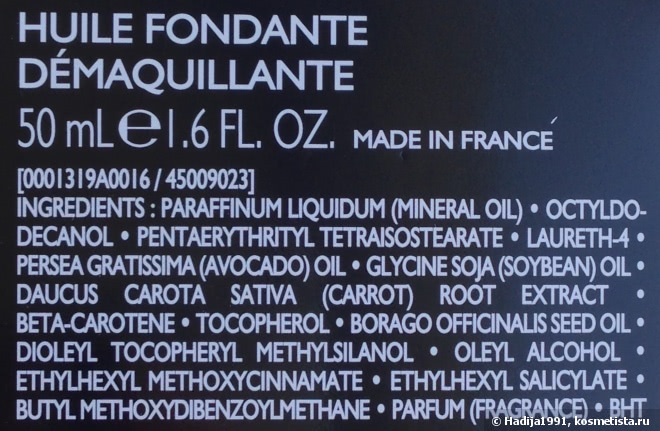 HUILE FONDANTE
DÉMAQUILLANTE
50 mL℮1.6 FL. OZ. MADE IN FRANCE
[0001319A0016 / 45009023]
INGREDIENTS : PARAFFINUM LIQUIDUM (MINERAL OIL) • OCTYLDO-
DECANOL • PENTAERYTHRITYL TETRAISOSTEARATE • LAURETH-4 •
PERSEA GRATISSIMA (AVOCADO) OIL • GLYCINE SOJA (SOYBEAN) OIL •
DAUCUS CAROTA SATIVA (CARROT) ROOT EXTRACT •
BETA-CAROTENE • TOCOPHEROL • BORAGO OFFICINALIS SEED OIL •
DIOLEYL TOCOPHERYL METHYLSILANOL • OLEYL ALCOHOL •
ETHYLHEXYL METHOXYCINNAMATE • ETHYLHEXYL SALICYLATE •
BUTYL METHOXYDIBENZOYLMETHANE • PARFUM (FRAGRANCE) • BHT
© Hadija1991, kosmetista.ru